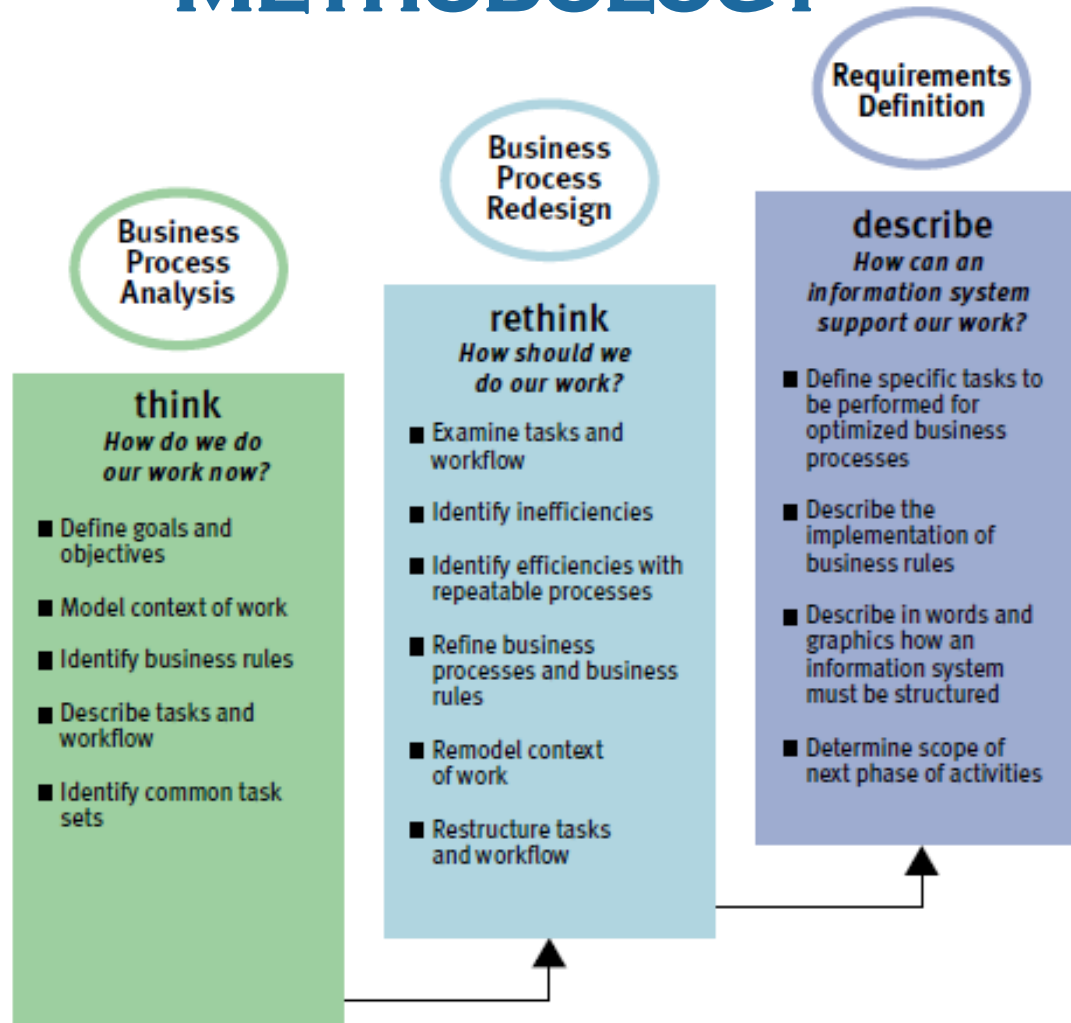 METHODOLOGY
Business
Process
Analysis
think
How do we do
our work now?
■ Define goals and
objectives
■ Model context of work
■ Identify business rules
■ Describe tasks and
workflow
■ Identify common task
sets
Business
Process
Redesign
rethink
How should we
do our work?
■ Examine tasks and
workflow
■ Identify inefficiencies
■ Identify efficiencies with
repeatable processes
■ Refine business
processes and business
rules
■ Remodel context
of work
■ Restructure tasks
and workflow
Requirements
Definition
describe
How can an
information system
support our work?
■ Define specific tasks to
be performed for
optimized business
processes
■ Describe the
implementation of
business rules
■ Describe in words and
graphics how an
information system
must be structured
■ Determine scope of
next phase of activities